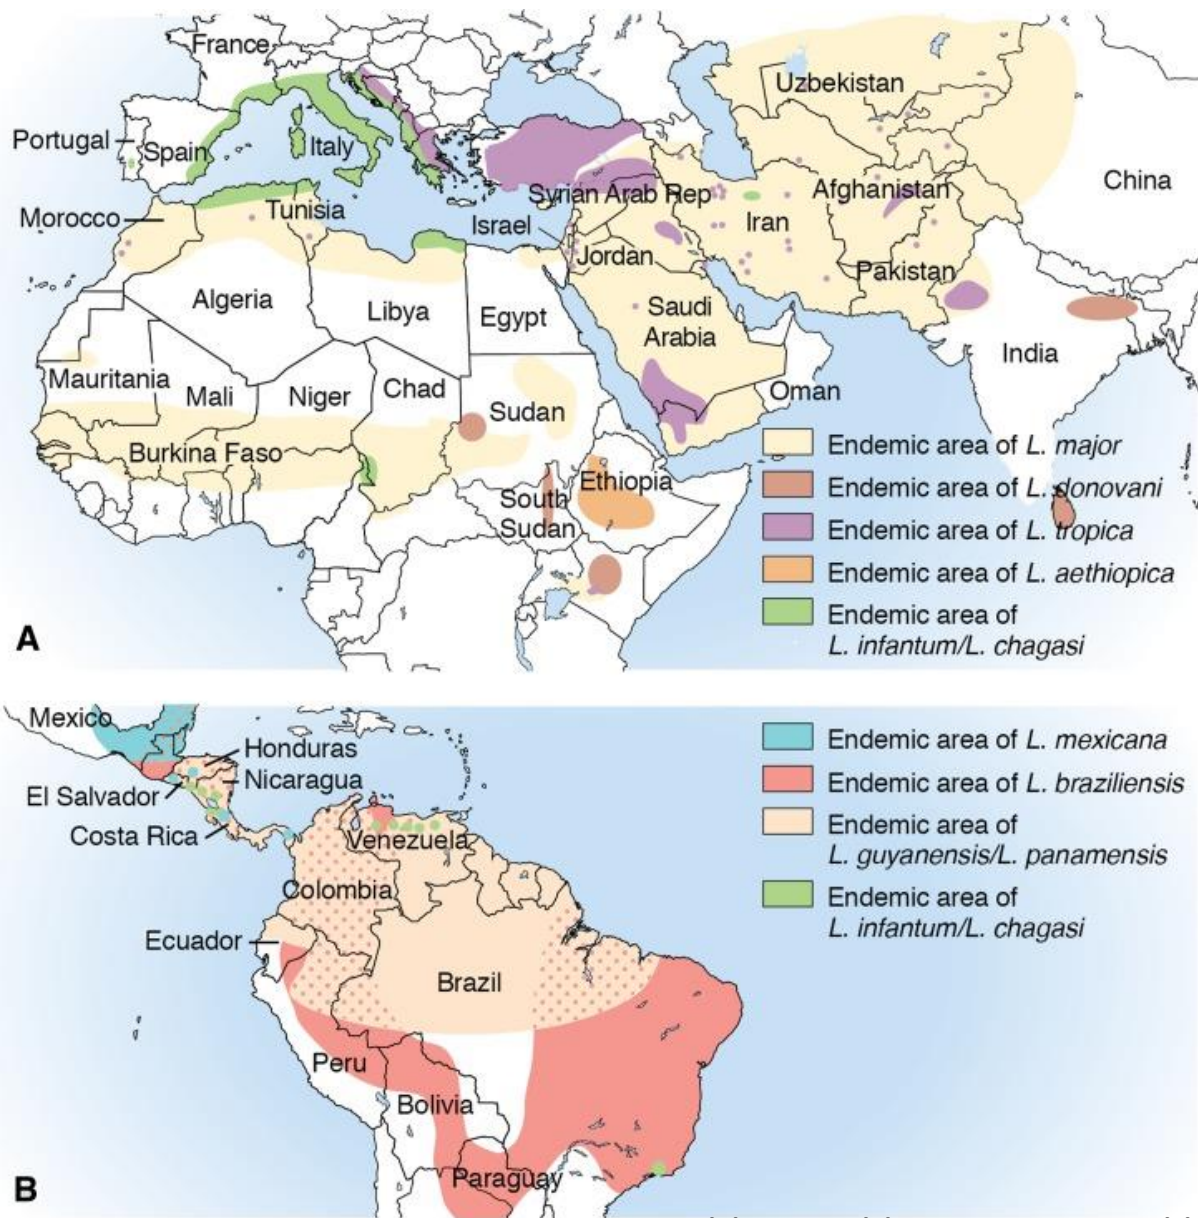 France
Uzbekistan
Portugal
Spain
Italy
China
Syrian Arab Rep
Afghanistan
Morocco
Tunisia
Israel
Iran
Jordan
Pakistan
Algeria
Libya
Egypt
Saudi
Arabia
India
Mauritania
Mali
Niger
Chad
Sudan
Oman
Burkina Faso
Ethiopia
South
Sudan
Endemic area of L. major
Endemic area of L. donovani
Endemic area of L. tropica
Endemic area of L. aethiopica
Endemic area of
L. infantum/L. chagasi
A
Mexico
Honduras
Nicaragua
El Salvador
Costa Rica
Venezuela
Colombia
Ecuador
Brazil
Peru
Bolivia
Paraguay
Endemic area of L. mexicana
Endemic area of L. braziliensis
Endemic area of
L. guyanensis/L. panamensis
Endemic area of
L. infantum/L. chagasi
B